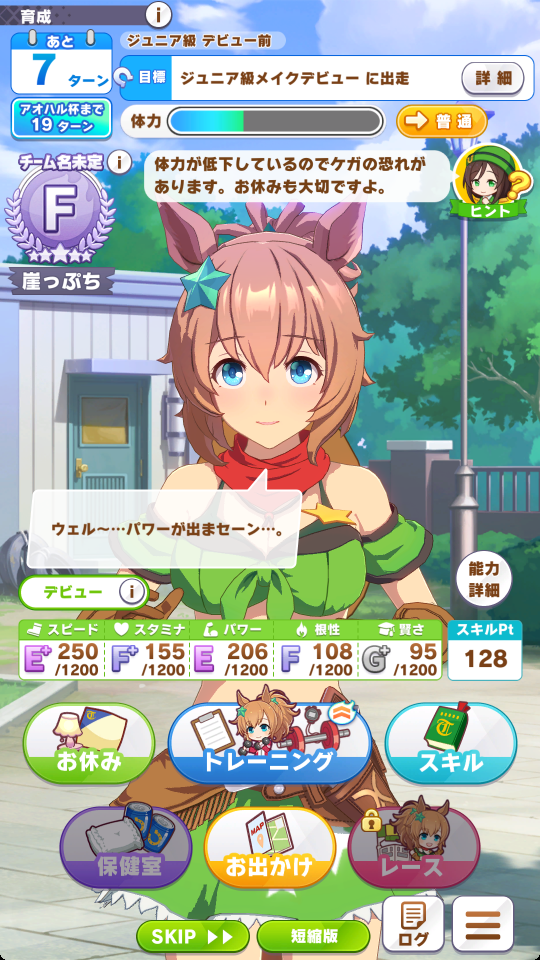 育成
i
あと
7 ターン
アオハル杯まで
19 ターン
ジュニア級 デビュー前
目標
ジュニア級メイクデビュー に出走
詳細
体力
普通
チーム名未定 i
F
崖っぷち
体力が低下しているのでケガの恐れが
あります。お休みも大切ですよ。
ヒント
ウェル〜…パワーが出まセーン…。
デビュー i
能力
詳細
スピード スタミナ パワー 根性 賢さ スキルPt
E+ 250 /1200
F+ 155 /1200
E 206 /1200
F 108 /1200
G+ 95 /1200
128
お休み
トレーニング
スキル
保健室
MAP
お出かけ
レース
SKIP
短縮版
ログ